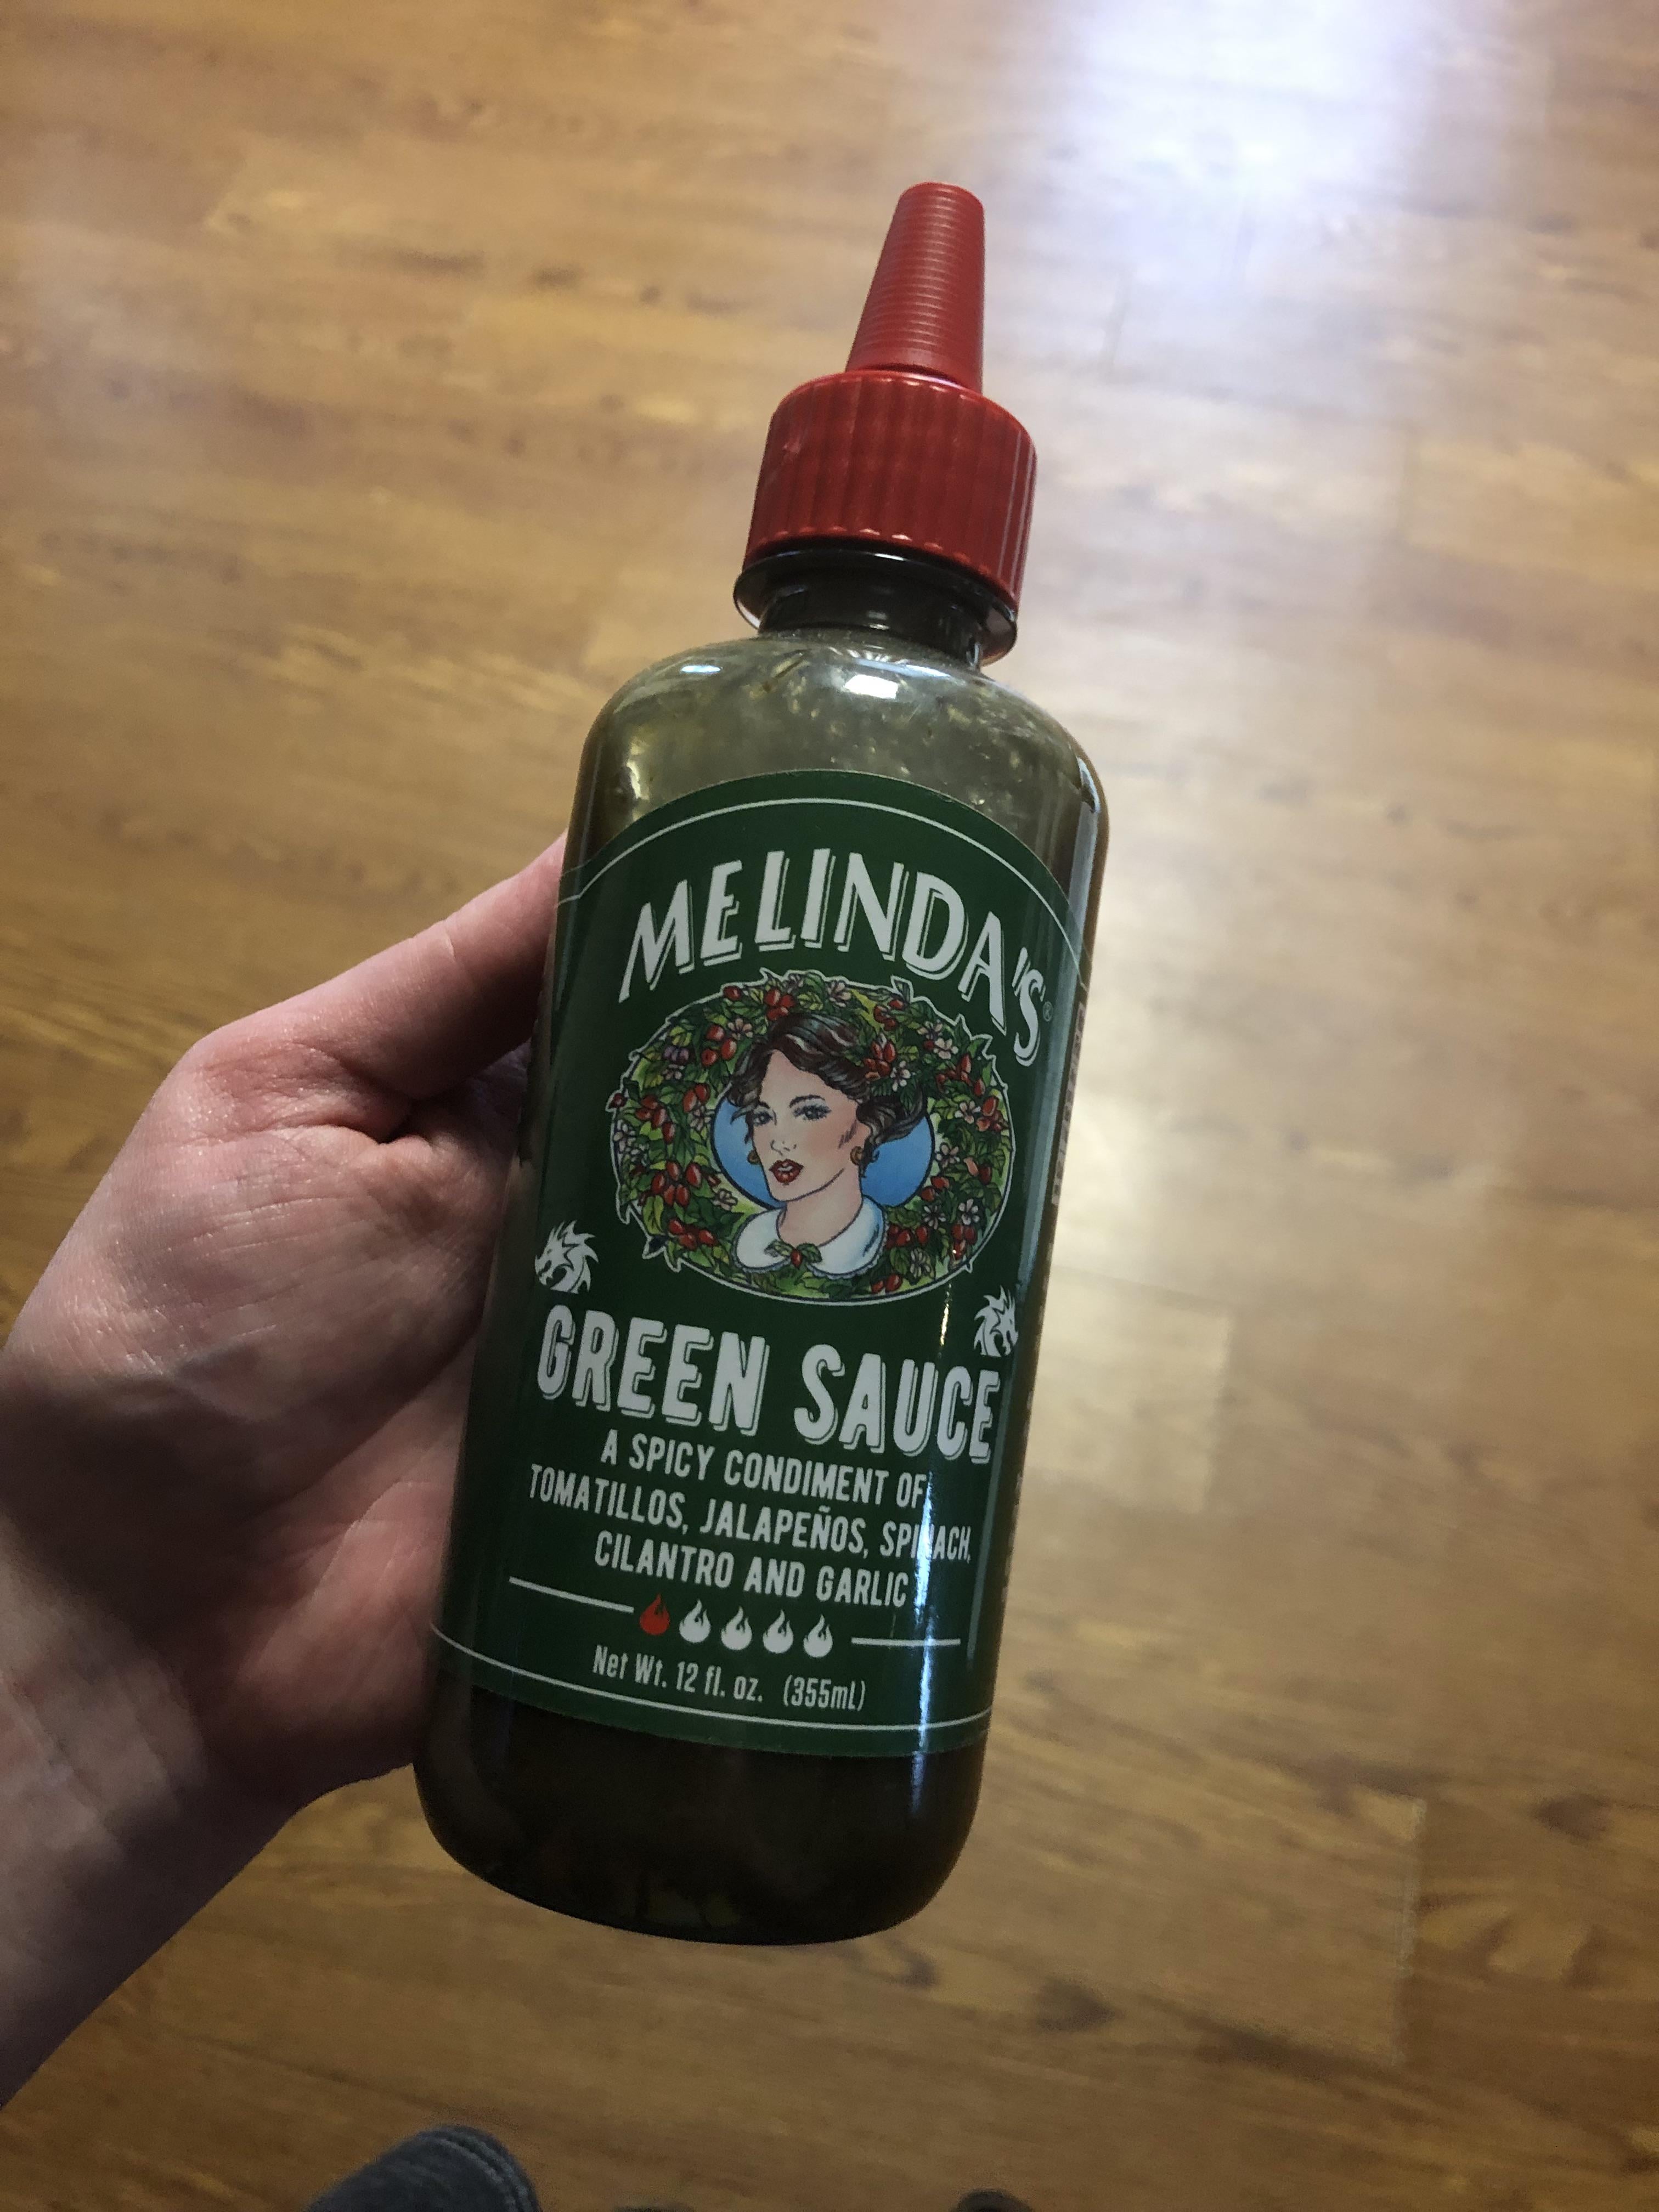 MELINDA'S®
GREEN SAUCE
A SPICY CONDIMENT OF
TOMATILLOS, JALAPEÑOS, SPINACH,
CILANTRO AND GARLIC
Net Wt. 12 fl. oz. (355mL)